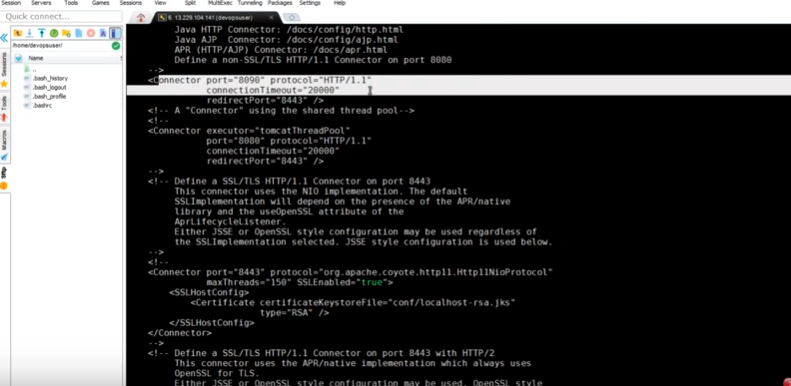 Session Servers Tools Games Sessions View Split MultiExec Tunneling Packages Settings Help
Quick connect...
6. 13.229.104.141 (devopsuser)
/home/devopsuser/
Name
..
.bash_history
.bash_logout
.bash_profile
.bashrc
Sessions
Tools
Macros
Sftp
Java HTTP Connector: /docs/config/http.html
Java AJP  Connector: /docs/config/ajp.html
APR (HTTP/AJP) Connector: /docs/apr.html
Define a non-SSL/TLS HTTP/1.1 Connector on port 8080
-->
<Connector port="8090" protocol="HTTP/1.1"
connectionTimeout="20000"
redirectPort="8443" />
<!-- A "Connector" using the shared thread pool-->
<!--
<Connector executor="tomcatThreadPool"
port="8080" protocol="HTTP/1.1"
connectionTimeout="20000"
redirectPort="8443" />
-->
<!-- Define a SSL/TLS HTTP/1.1 Connector on port 8443
This connector uses the NIO implementation. The default
SSLImplementation will depend on the presence of the APR/native
library and the useOpenSSL attribute of the
AprLifecycleListener.
Either JSSE or OpenSSL style configuration may be used regardless of
the SSLImplementation selected. JSSE style configuration is used below.
-->
<!--
<Connector port="8443" protocol="org.apache.coyote.http11.Http11NioProtocol"
maxThreads="150" SSLEnabled="true">
<SSLHostConfig>
<Certificate certificateKeystoreFile="conf/localhost-rsa.jks"
type="RSA" />
</SSLHostConfig>
</Connector>
-->
<!-- Define a SSL/TLS HTTP/1.1 Connector on port 8443 with HTTP/2
This connector uses the APR/native implementation which always uses
OpenSSL for TLS.
Either JSSE or OpenSSL style configuration may be used. OpenSSL style